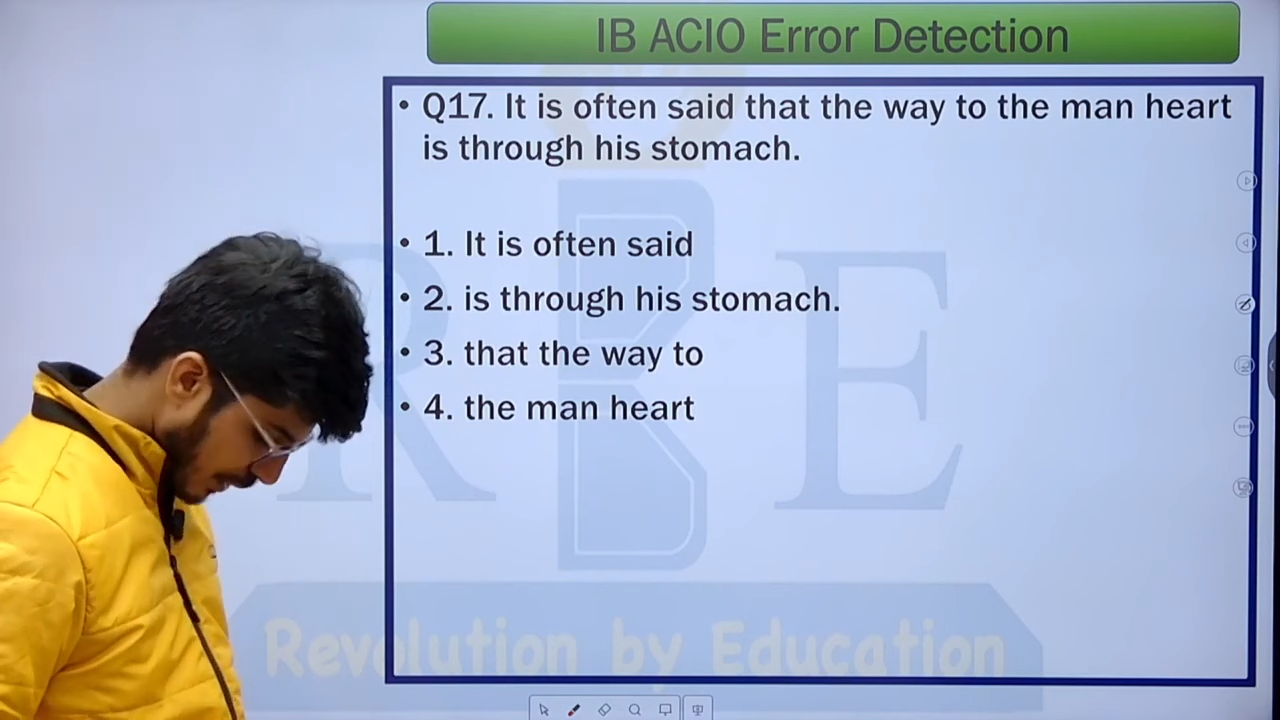 IB ACIO Error Detection
• Q17. It is often said that the way to the man heart
is through his stomach.
• 1. It is often said
• 2. is through his stomach.
• 3. that the way to
• 4. the man heart
RBE
Revolution by Education